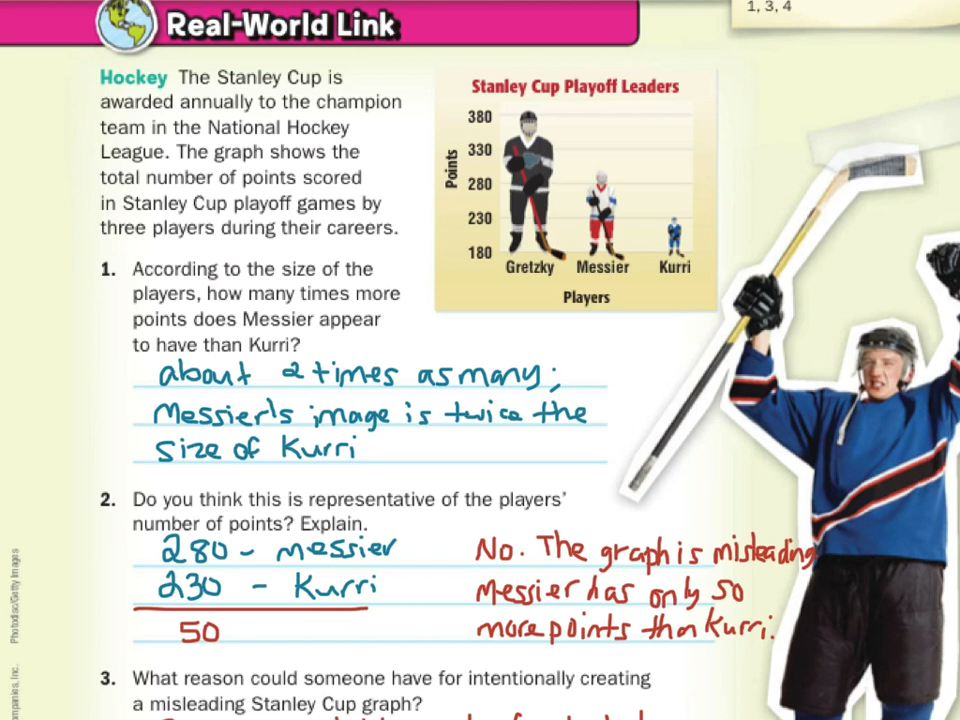 1, 3, 4
Real-World Link
Hockey The Stanley Cup is
awarded annually to the champion
team in the National Hockey
League. The graph shows the
total number of points scored
in Stanley Cup playoff games by
three players during their careers.
Stanley Cup Playoff Leaders
Points
380
330
280
230
180
Gretzky Messier Kurri
Players
1. According to the size of the
players, how many times more
points does Messier appear
to have than Kurri?
about 2 times as many;
Messier's image is twice the
size of Kurri
2. Do you think this is representative of the players'
number of points? Explain.
280 - messier
230 - Kurri
50
No. The graph is misleading
Messier has only 50
more points than Kurri.
3. What reason could someone have for intentionally creating
a misleading Stanley Cup graph?
Photodisc/Getty Images